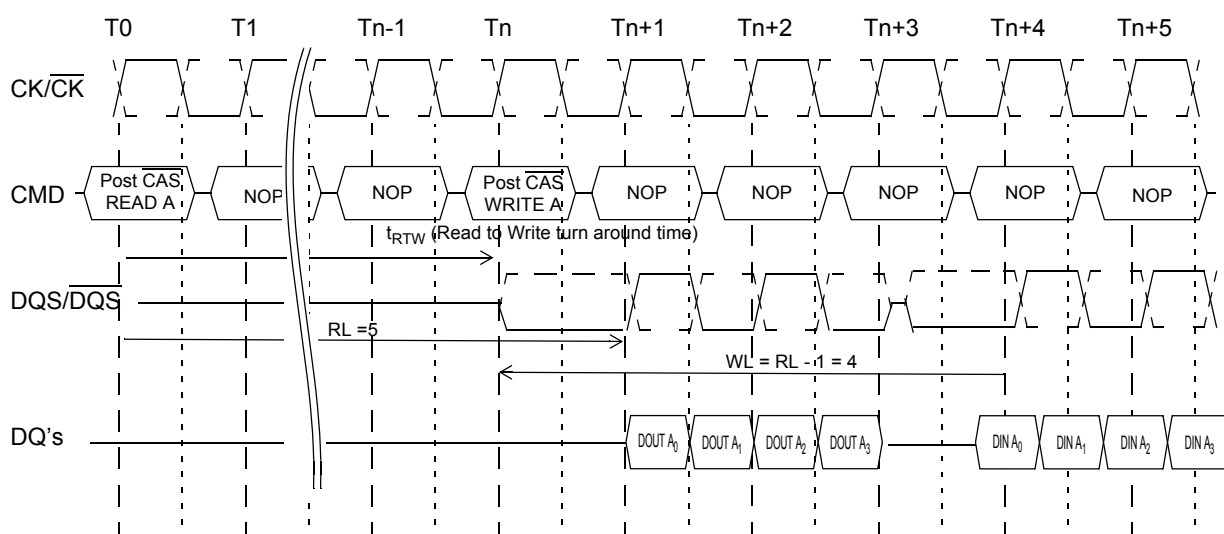 T0 T1 Tn-1 Tn Tn+1 Tn+2 Tn+3 Tn+4 Tn+5
CK/CK
CMD Post CAS READ A NOP NOP Post CAS WRITE A NOP NOP NOP NOP NOP
tRTW (Read to Write turn around time)
DQS/DQS
RL =5
WL = RL - 1 = 4
DQ's DOUT A0 DOUT A1 DOUT A2 DOUT A3 DIN A0 DIN A1 DIN A2 DIN A3